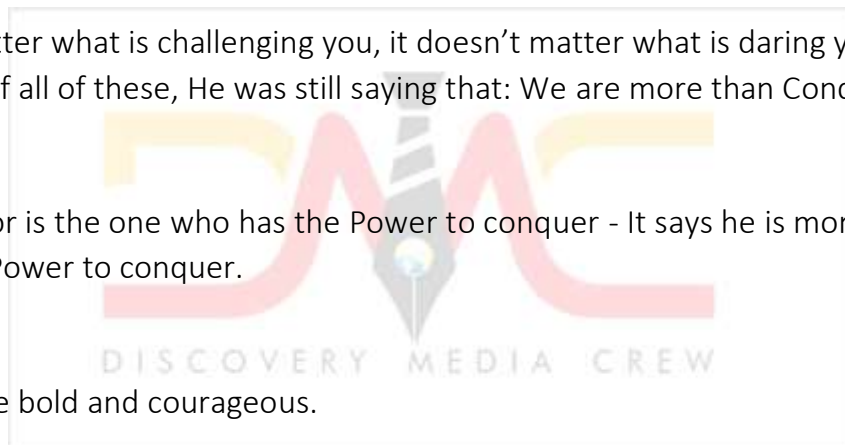 tter what is challenging you, it doesn’t matter what is daring y
f all of these, He was still saying that: We are more than Conq
or is the one who has the Power to conquer - It says he is mor
Power to conquer.
DISCOVERY MEDIA CREW
e bold and courageous.